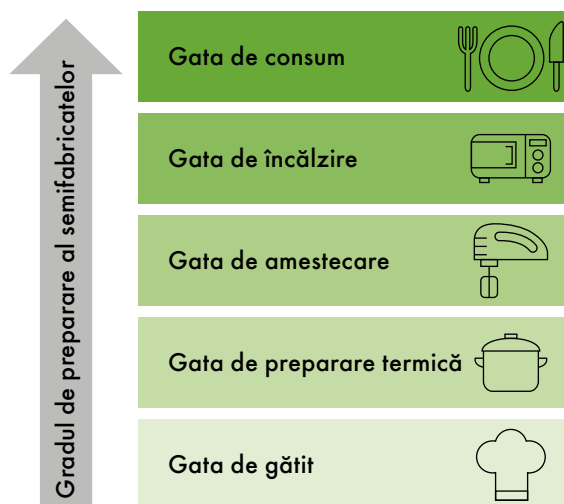 Gradul de preparare al semifabricatelor
Gata de consum
Gata de încălzire
Gata de amestecare
Gata de preparare termică
Gata de gătit